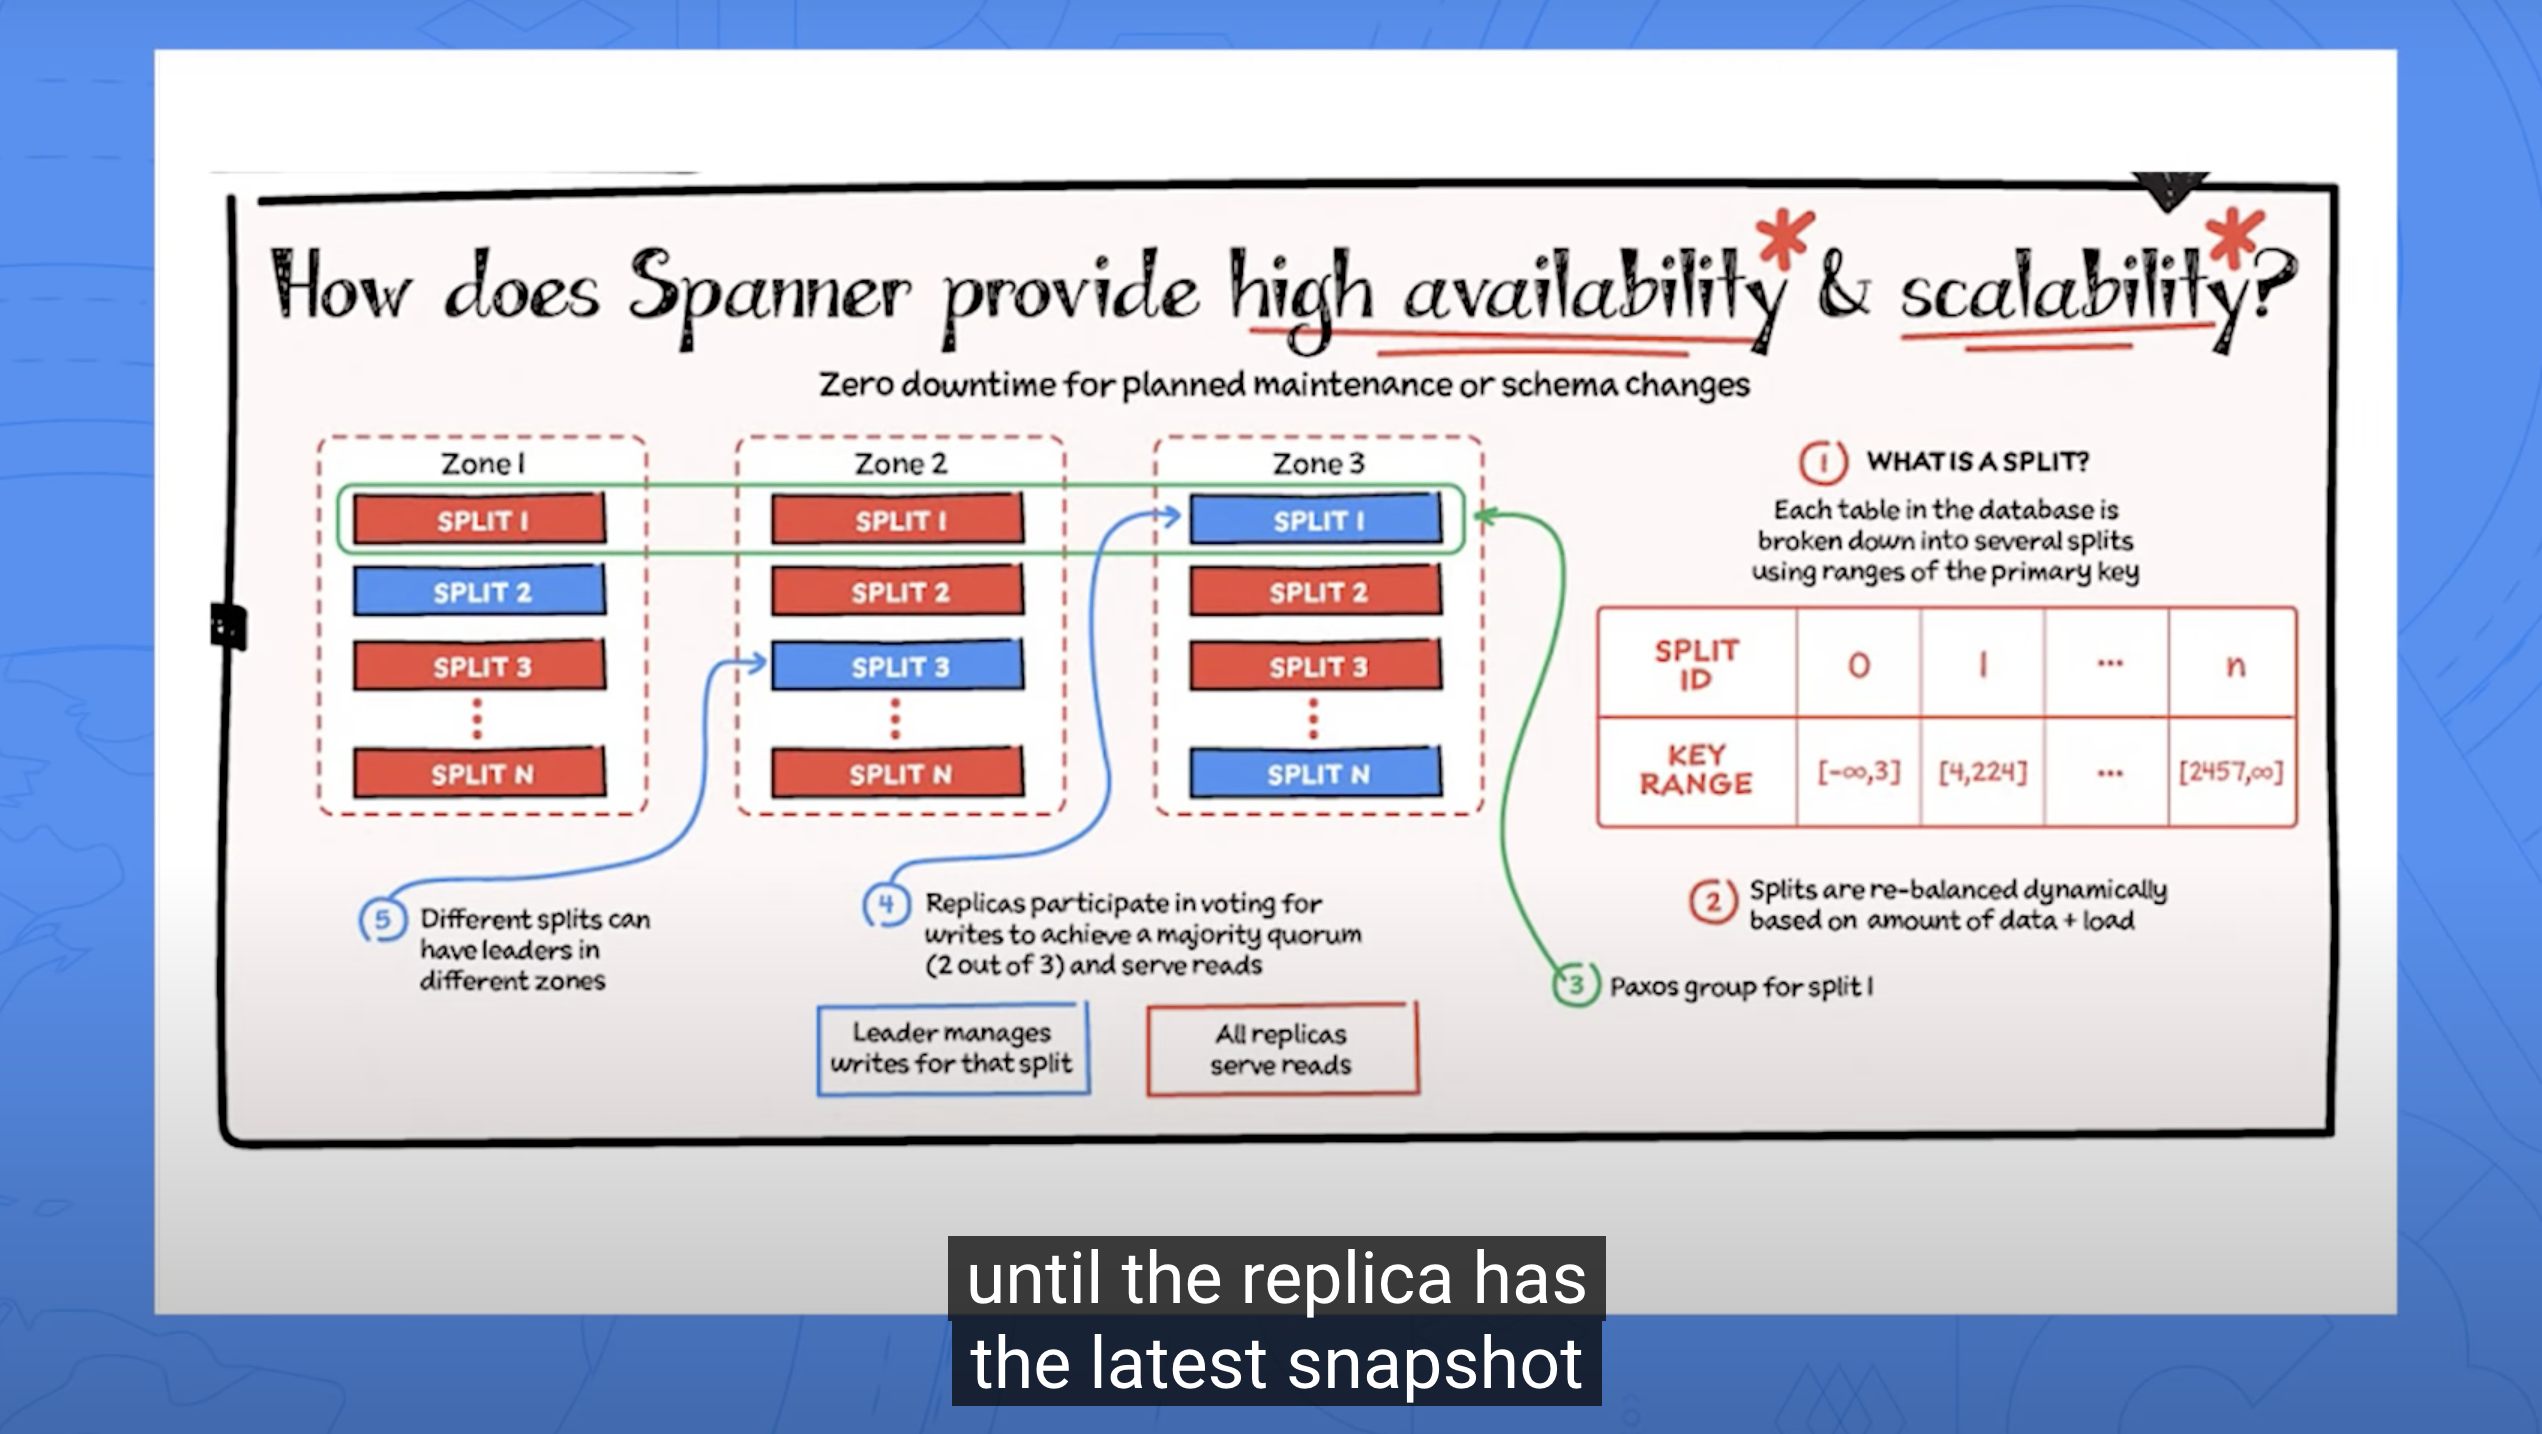 How does Spanner provide high availability* & scalability*?
Zero downtime for planned maintenance or schema changes
Zone 1
SPLIT 1
SPLIT 2
SPLIT 3
SPLIT N
Zone 2
SPLIT 1
SPLIT 2
SPLIT 3
SPLIT N
Zone 3
SPLIT 1
SPLIT 2
SPLIT 3
SPLIT N
1 WHAT IS A SPLIT?
Each table in the database is
broken down into several splits
using ranges of the primary key
SPLIT ID 0 1 ... n
KEY RANGE [-∞,3] [4,224] ... [2457,∞]
2 Splits are re-balanced dynamically
based on amount of data + load
3 Paxos group for split 1
4 Replicas participate in voting for
writes to achieve a majority quorum
(2 out of 3) and serve reads
5 Different splits can
have leaders in
different zones
Leader manages
writes for that split
All replicas
serve reads
until the replica has
the latest snapshot